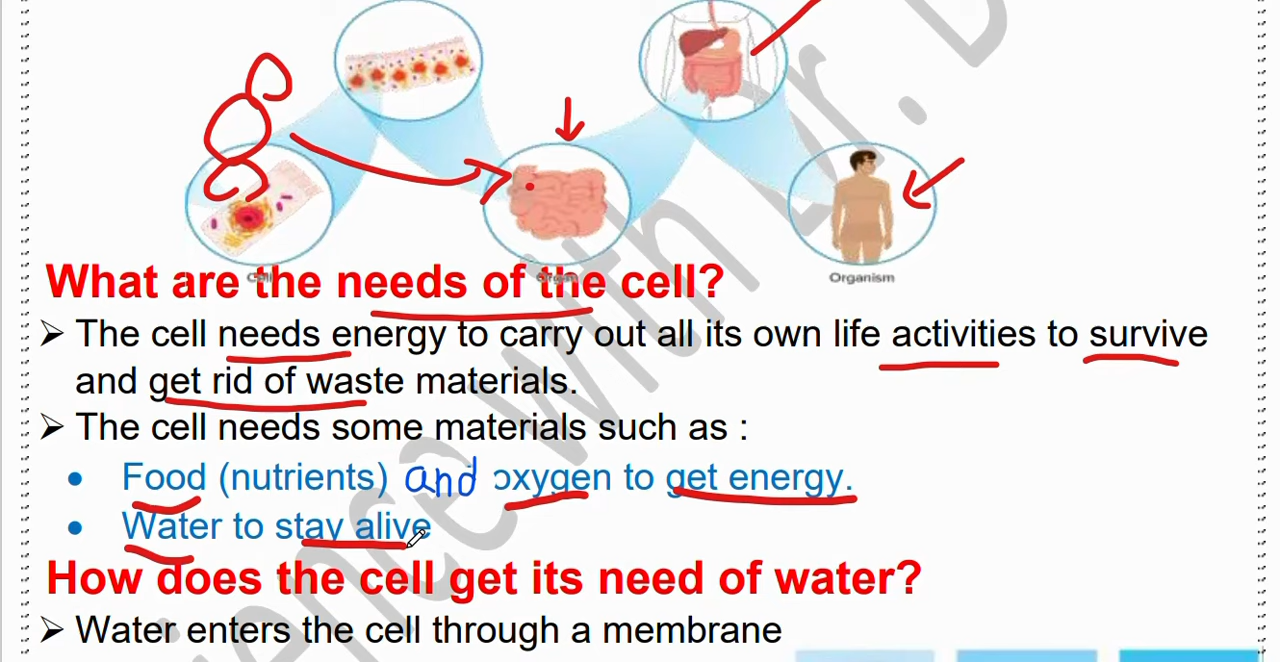 Cell
Organ
Organism
What are the needs of the cell?
➢ The cell needs energy to carry out all its own life activities to survive
and get rid of waste materials.
➢ The cell needs some materials such as :
• Food (nutrients) and oxygen to get energy.
• Water to stay alive
How does the cell get its need of water?
➢ Water enters the cell through a membrane